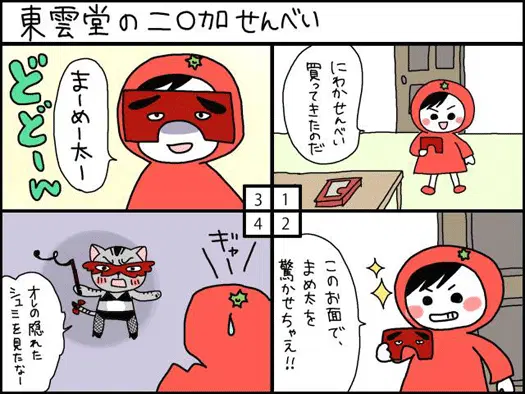 東雲堂の二〇加せんべい
にわかせんべい
買ってきたのだ
1
このお面で、
まめ太を
驚かせちゃえ!!
2
まーめー太ー
どどーん
3
ギャー
オレの隠れた
シュミを見たなー
4